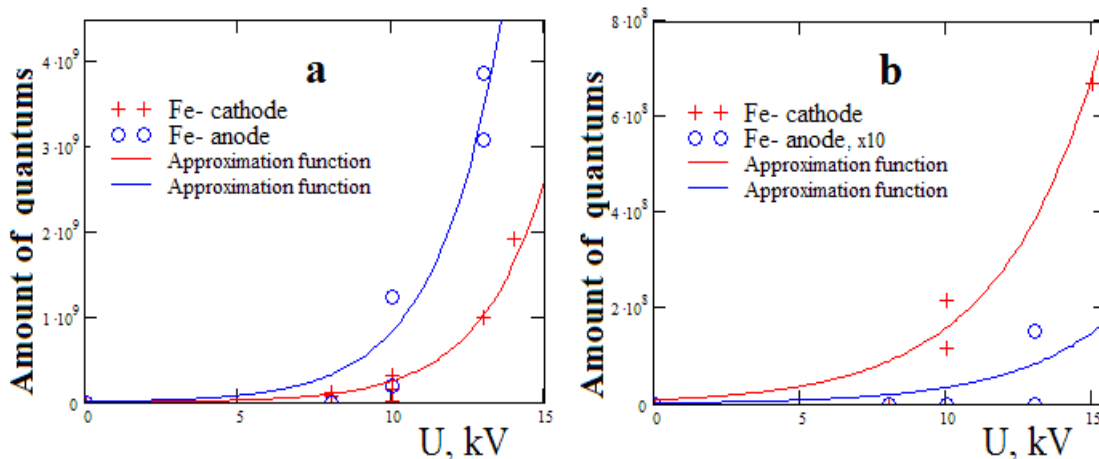 a
Amount of quantums
4·10⁹
3·10⁹
2·10⁹
1·10⁹
0
Fe- cathode
Fe- anode
Approximation function
Approximation function
0 5 10 15
U, kV
b
Amount of quantums
8·10⁸
6·10⁸
4·10⁸
2·10⁸
0
Fe- cathode
Fe- anode, x10
Approximation function
Approximation function
0 5 10 15
U, kV